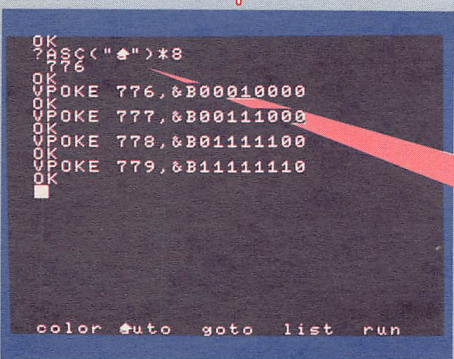 OK
?ASC("♠")*8
776
OK
VPOKE 776,&B00010000
OK
VPOKE 777,&B00111000
OK
VPOKE 778,&B01111100
OK
VPOKE 779,&B11111110
OK
color ♠uto goto list run